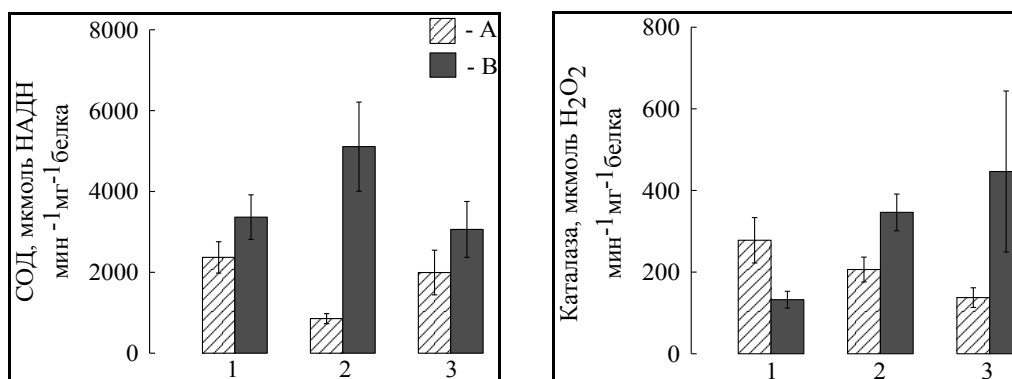 СОД, мкмоль НАДН
мин -1мг-1белка
8000
6000
4000
2000
0
- А
- В
1 2 3
Каталаза, мкмоль H2O2
мин-1мг-1белка
800
600
400
200
0
1 2 3